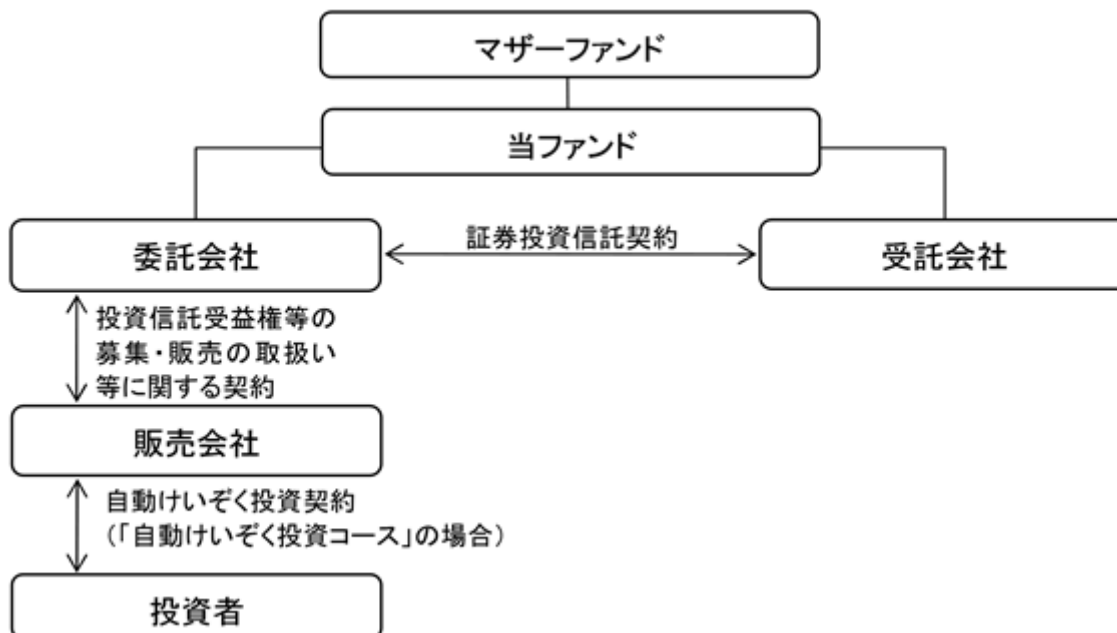 マザーファンド
当ファンド
委託会社
証券投資信託契約
受託会社
投資信託受益権等の
募集・販売の取扱い
等に関する契約
販売会社
自動けいぞく投資契約
（「自動けいぞく投資コース」の場合）
投資者